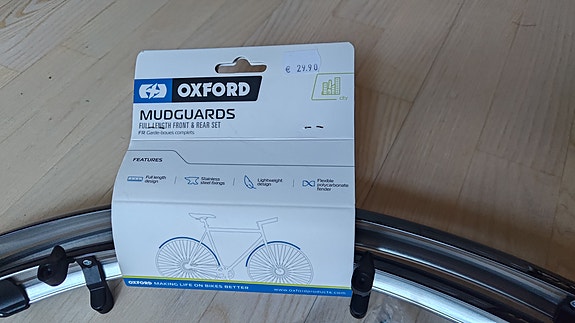 € 29.90
OXFORD
MUDGUARDS
FULL LENGTH FRONT & REAR SET
FR Garde-boues complets
city
FEATURES
Full length
design
Stainless
steel fixings
Lightweight
design
Flexible
polycarbonate
fender
OXFORD MAKING LIFE ON BIKES BETTER
www.oxfordproducts.com